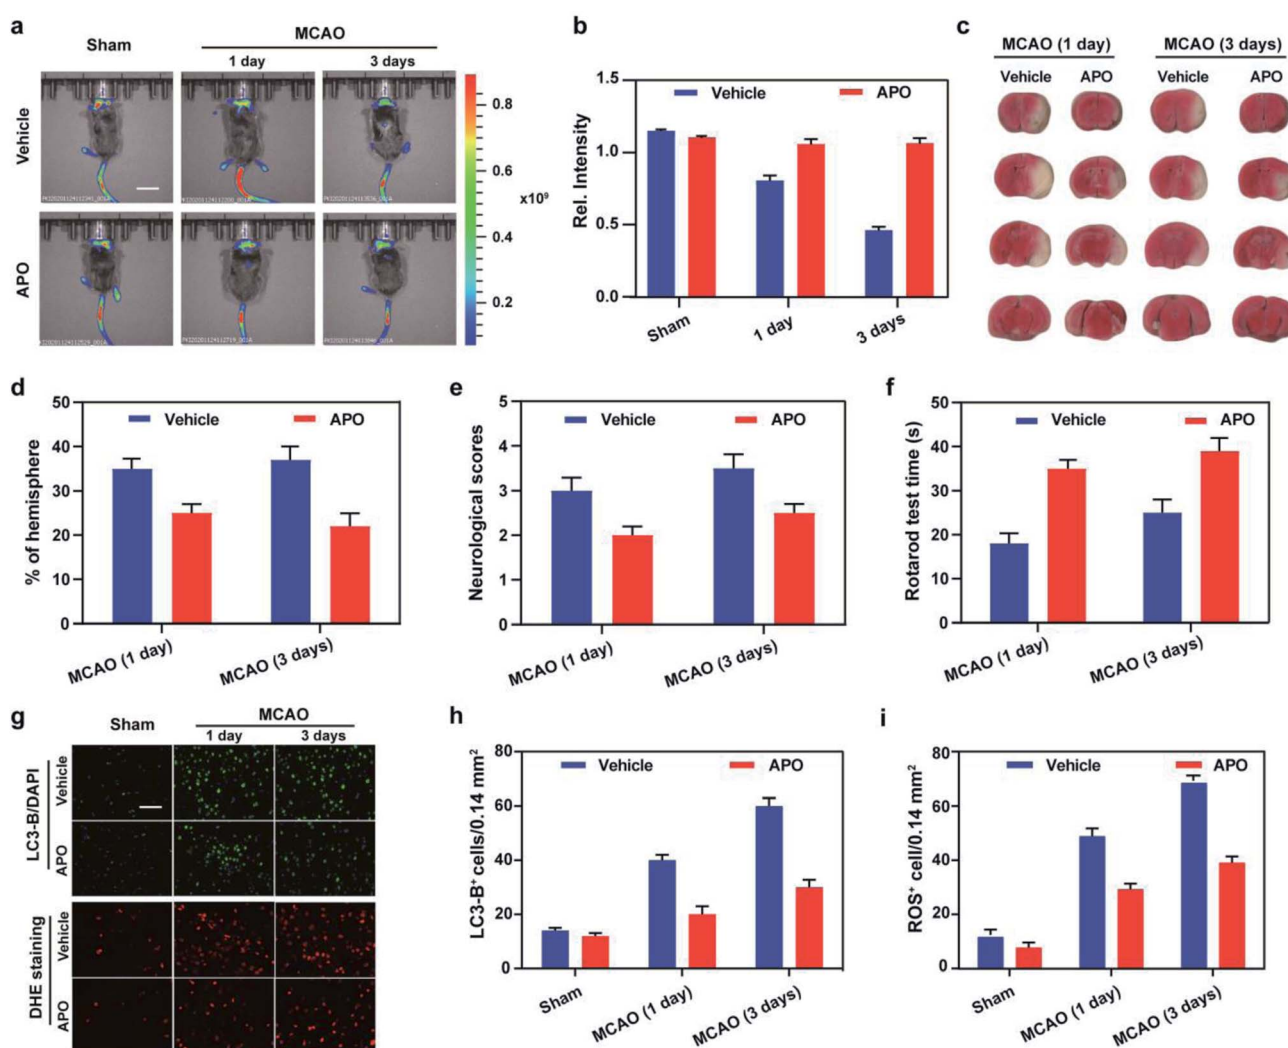 a
Sham
MCAO
1 day
3 days
Vehicle
APO
0.8
0.6
x10⁹
0.4
0.2
b
1.5
Vehicle
APO
1.0
0.5
0.0
Rel. Intensity
Sham
1 day
3 days
c
MCAO (1 day)
MCAO (3 days)
Vehicle
APO
Vehicle
APO
d
50
Vehicle
APO
40
30
20
10
0
% of hemisphere
MCAO (1 day)
MCAO (3 days)
e
5
Vehicle
APO
4
3
2
1
0
Neurological scores
MCAO (1 day)
MCAO (3 days)
f
50
Vehicle
APO
40
30
20
10
0
Rotarod test time (s)
MCAO (1 day)
MCAO (3 days)
g
Sham
MCAO
1 day
3 days
LC3-B/DAPI
Vehicle
APO
DHE staining
Vehicle
APO
h
80
Vehicle
APO
60
40
20
0
LC3-B⁺ cells/0.14 mm²
Sham
MCAO (1 day)
MCAO (3 days)
i
80
Vehicle
APO
60
40
20
0
ROS⁺ cell/0.14 mm²
Sham
MCAO (1 day)
MCAO (3 days)